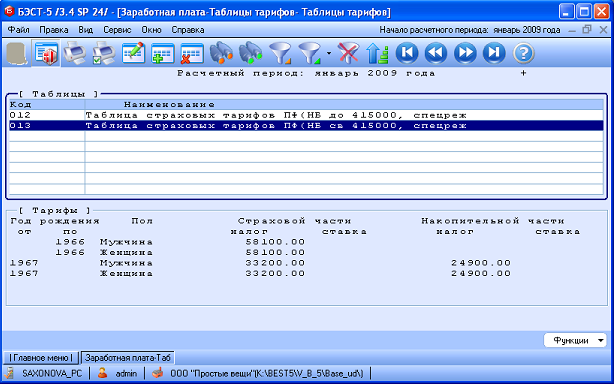 БЭСТ-5 /3.4 SP 24/ - [Заработная плата-Таблицы тарифов- Таблицы тарифов]
Файл Правка Вид Сервис Окно Справка Начало расчетного периода: январь 2009 года
Расчетный период: январь 2009 года +
[ Таблицы ]
Код Наименование
012 Таблица страховых тарифов ПФ(НБ до 415000, спецреж
013 Таблица страховых тарифов ПФ(НБ св 415000, спецреж
[ Тарифы ]
Год рождения Пол Страховой части Накопительной части
от по налог ставка налог ставка
1966 Мужчина 58100.00
1966 Женщина 58100.00
1967 Мужчина 33200.00 24900.00
1967 Женщина 33200.00 24900.00
Функции
| Главное меню | Заработная плата-Таб
SAXONOVA_PC admin ООО "Простые вещи"(K:\BEST5\V_B_5\Base_ud\)